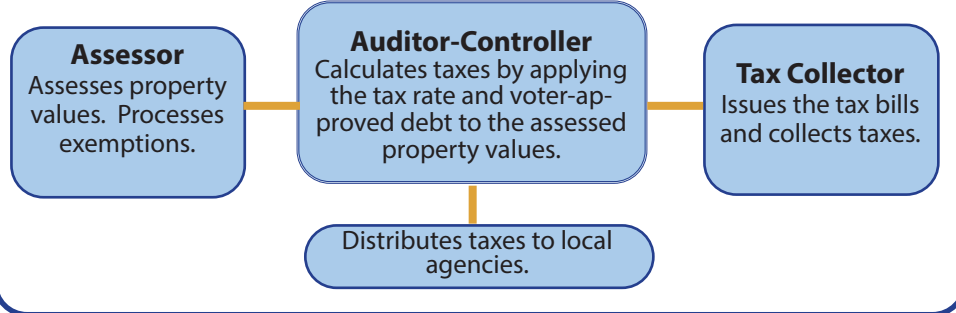 Assessor
Assesses property
values.  Processes
exemptions.
Auditor-Controller
Calculates taxes by applying
the tax rate and voter-ap-
proved debt to the assessed
property values.
Tax Collector
Issues the tax bills
and collects taxes.
Distributes taxes to local
agencies.